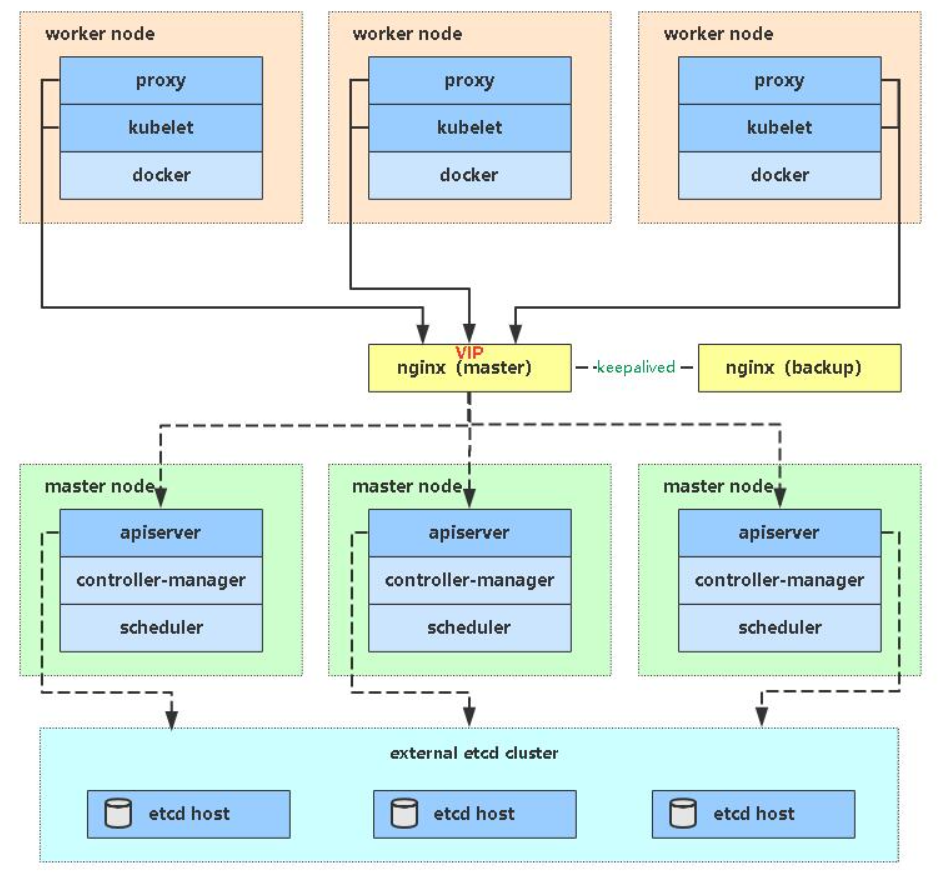 worker node
worker node
worker node
proxy
proxy
proxy
kubelet
kubelet
kubelet
docker
docker
docker
VIP
nginx (master)
keepalived
nginx (backup)
master node
master node
master node
apiserver
apiserver
apiserver
controller-manager
controller-manager
controller-manager
scheduler
scheduler
scheduler
external etcd cluster
etcd host
etcd host
etcd host